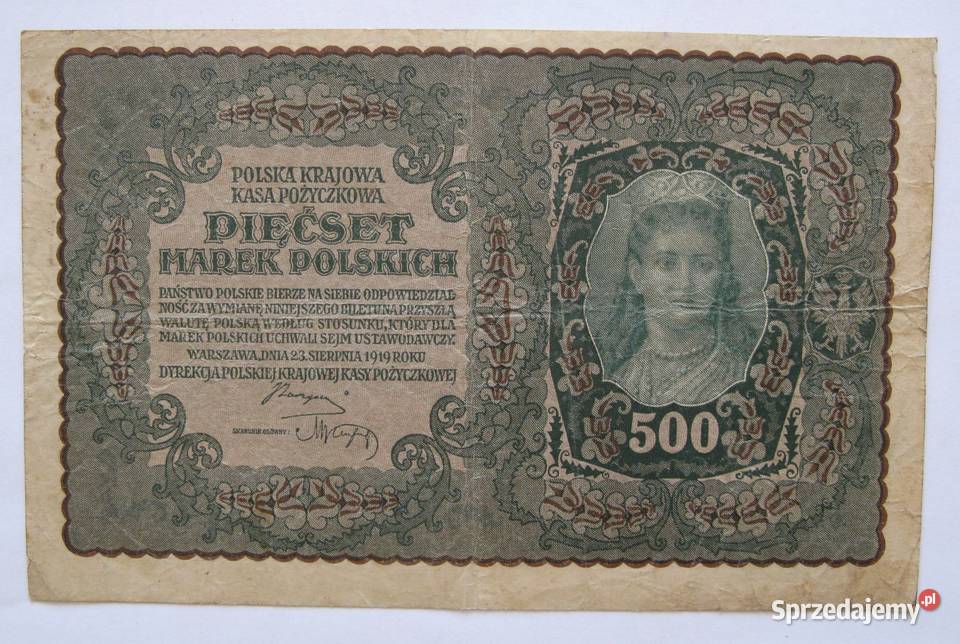 POLSKA KRAJOWA
KASA POŻYCZKOWA
PIĘĆSET
MAREK POLSKICH
PAŃSTWO POLSKIE BIERZE NA SIEBIE ODPOWIEDZIAL
NOŚĆ ZA WYMIANĘ NINIEJSZEGO BILETU NA PRZYSZŁĄ
WALUTĘ POLSKĄ WEDŁUG STOSUNKU, KTÓRY DLA
MAREK POLSKICH UCHWALI SEJM USTAWODAWCZY.
WARSZAWA, DNIA 23. SIERPNIA 1919 ROKU
DYREKCJA POLSKIEJ KRAJOWEJ KASY POŻYCZKOWEJ
SKARBNIK GŁÓWNY:
500
Sprzedajemy.pl